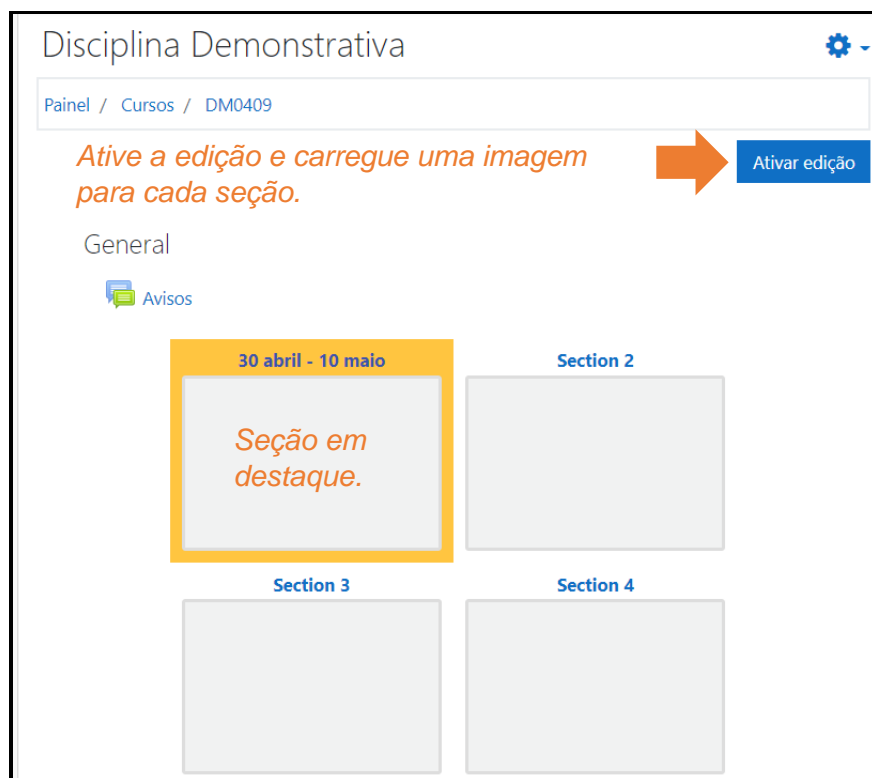 Disciplina Demonstrativa
Painel / Cursos / DM0409
Ative a edição e carregue uma imagem
para cada seção.
Ativar edição
General
Avisos
30 abril - 10 maio
Section 2
Seção em
destaque.
Section 3
Section 4